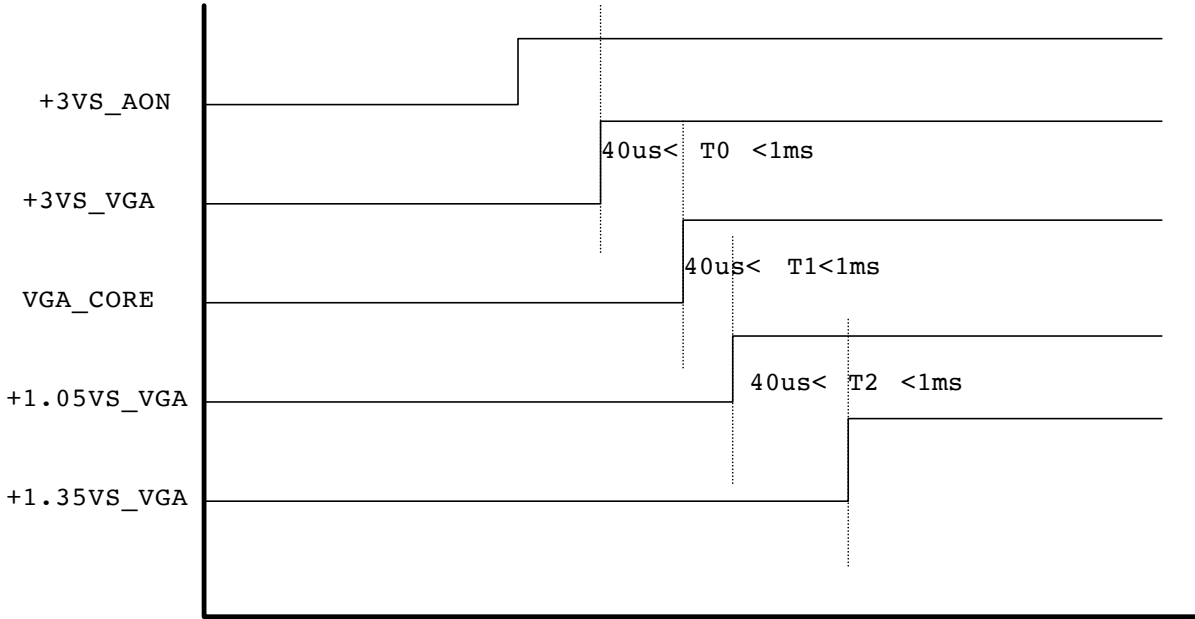 +3VS_AON
40us< T0 <1ms
+3VS_VGA
40us< T1<1ms
VGA_CORE
40us< T2 <1ms
+1.05VS_VGA
+1.35VS_VGA